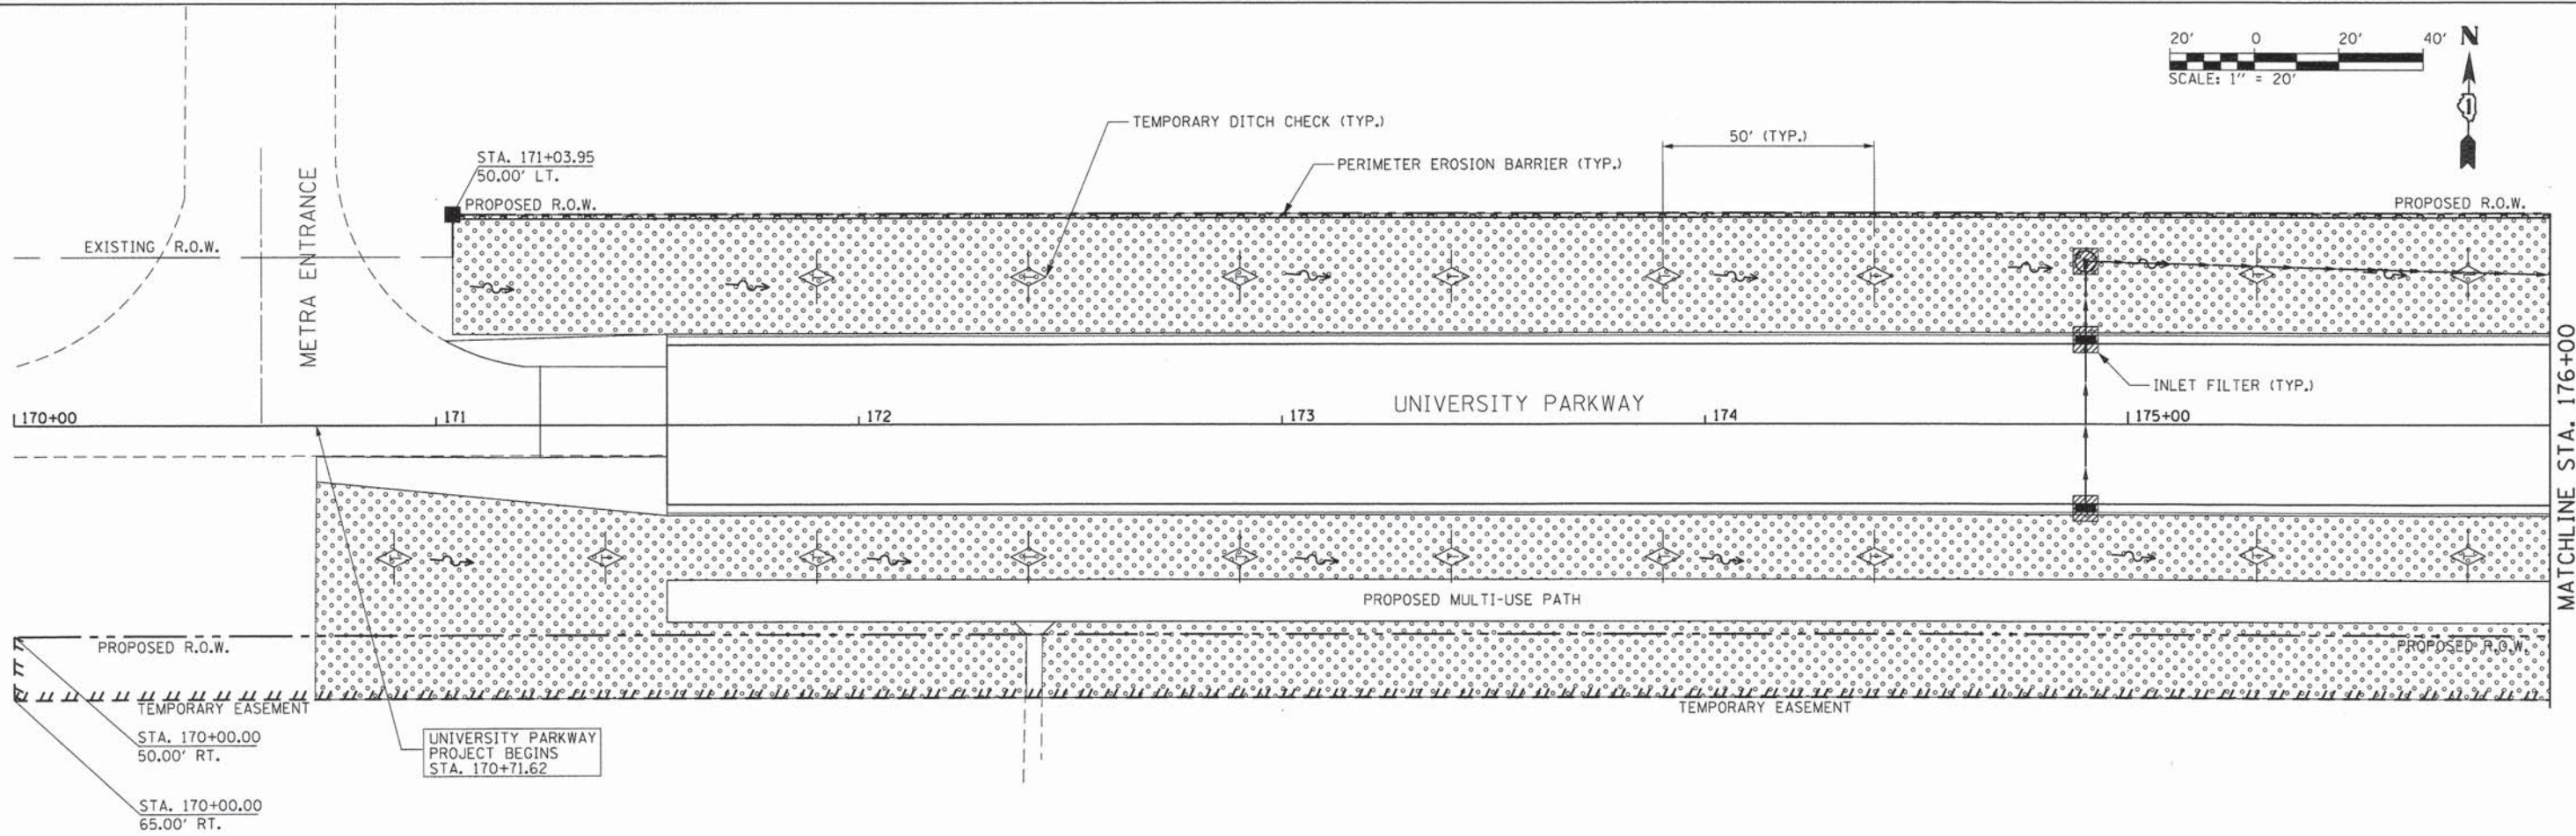 20' 0 20' 40' N
SCALE: 1" = 20'
1
TEMPORARY DITCH CHECK (TYP.)
50' (TYP.)
PERIMETER EROSION BARRIER (TYP.)
STA. 171+03.95
50.00' LT.
PROPOSED R.O.W.
PROPOSED R.O.W.
EXISTING R.O.W.
METRA ENTRANCE
INLET FILTER (TYP.)
UNIVERSITY PARKWAY
170+00 171 172 173 174 175+00
MATCHLINE STA. 176+00
PROPOSED MULTI-USE PATH
PROPOSED R.O.W.
PROPOSED R.O.W.
TEMPORARY EASEMENT
TEMPORARY EASEMENT
STA. 170+00.00
50.00' RT.
UNIVERSITY PARKWAY
PROJECT BEGINS
STA. 170+71.62
STA. 170+00.00
65.00' RT.